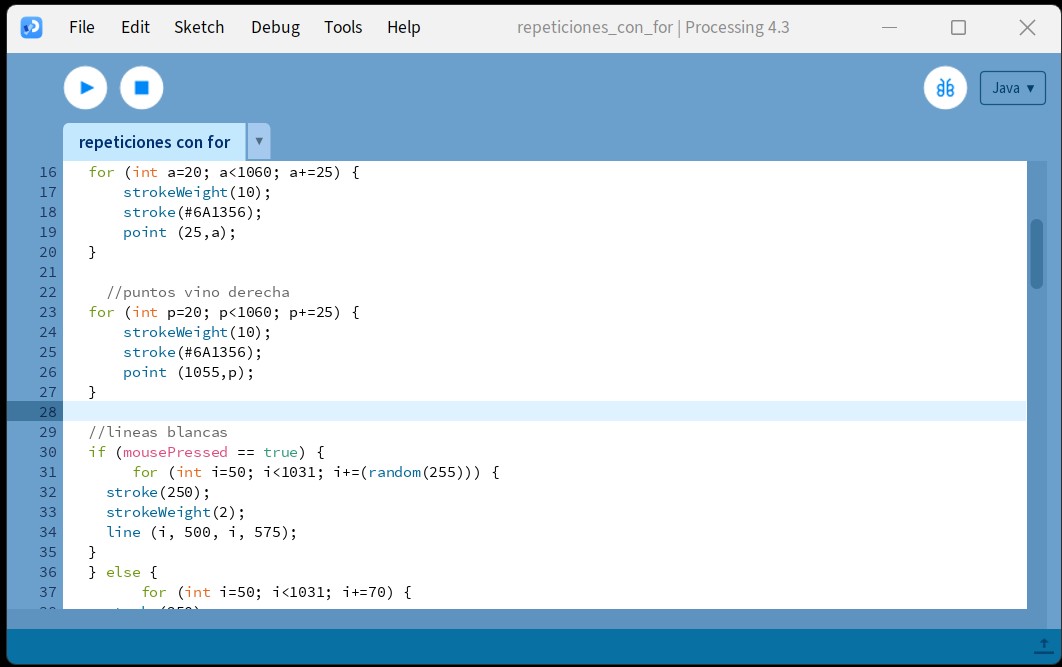 File Edit Sketch Debug Tools Help repeticiones_con_for | Processing 4.3
Java ▾
repeticiones con for ▾
16 for (int a=20; a<1060; a+=25) {
17 strokeWeight(10);
18 stroke(#6A1356);
19 point (25,a);
20 }
21
22 //puntos vino derecha
23 for (int p=20; p<1060; p+=25) {
24 strokeWeight(10);
25 stroke(#6A1356);
26 point (1055,p);
27 }
28
29 //lineas blancas
30 if (mousePressed == true) {
31 for (int i=50; i<1031; i+=(random(255))) {
32 stroke(250);
33 strokeWeight(2);
34 line (i, 500, i, 575);
35 }
36 } else {
37 for (int i=50; i<1031; i+=70) {